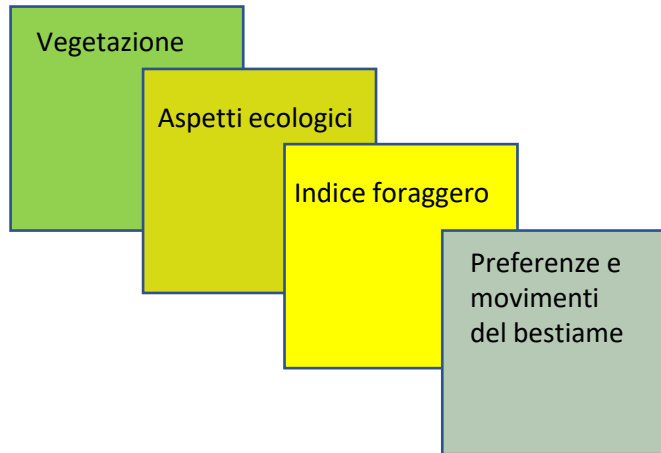 Vegetazione
Aspetti ecologici
Indice foraggero
Preferenze e
movimenti
del bestiame